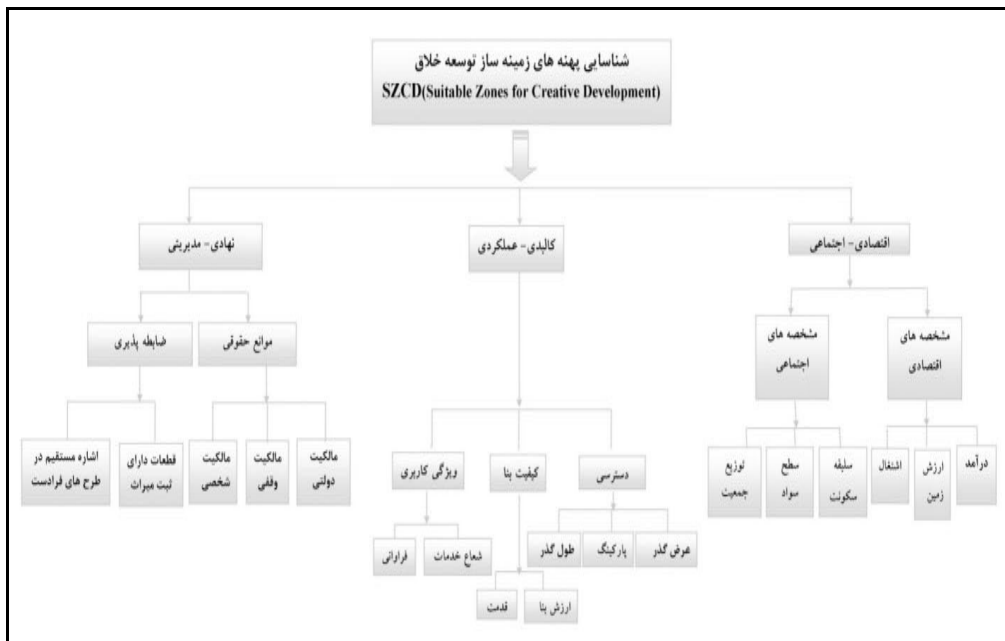 شناسایی پهنه های زمینه ساز توسعه خلاق
SZCD(Suitable Zones for Creative Development)
اقتصادی- اجتماعی
کالبدی- عملکردی
نهادی- مدیریتی
مشخصه های
اقتصادی
مشخصه های
اجتماعی
موانع حقوقی
ضابطه پذیری
درآمد
ارزش
زمین
اشتغال
سابقه
سکونت
سطح
سواد
توزیع
جمعیت
دسترسی
کیفیت بنا
ویژگی کاربری
عرض گذر
پارکینگ
طول گذر
ارزش بنا
قدمت
شعاع خدمات
فراوانی
مالکیت
دولتی
مالکیت
وقفی
مالکیت
شخصی
قطعات دارای
ثبت میراث
اشاره مستقیم در
طرح های فرادست